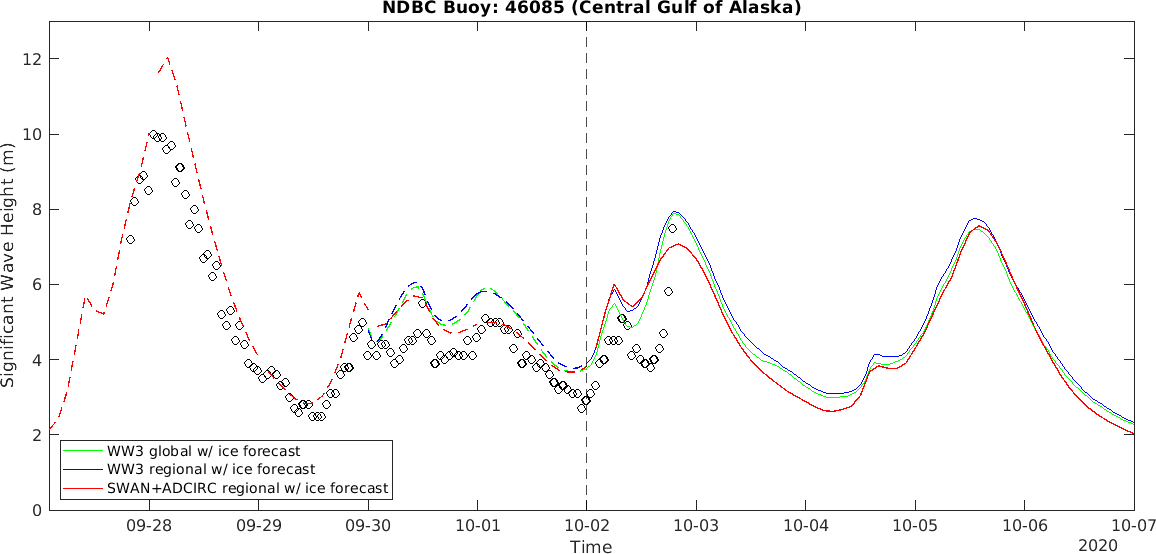 NDBC Buoy: 46085 (Central Gulf of Alaska)
Significant Wave Height (m)
12
10
8
6
4
2
0
WW3 global w/ ice forecast
WW3 regional w/ ice forecast
SWAN+ADCIRC regional w/ ice forecast
09-28 09-29 09-30 10-01 10-02 10-03 10-04 10-05 10-06 10-07
Time
2020